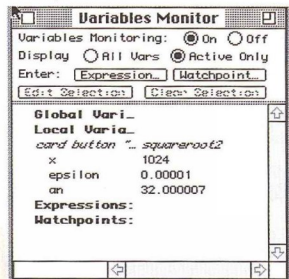 Variables Monitor
Variables Monitoring: On Off
Display All Vars Active Only
Enter: Expression… Watchpoint…
Edit Selection Clear Selection
Global Vari…
Local Varia…
card button "… squareroot2
x 1024
epsilon 0.00001
an 32.000007
Expressions:
Watchpoints: